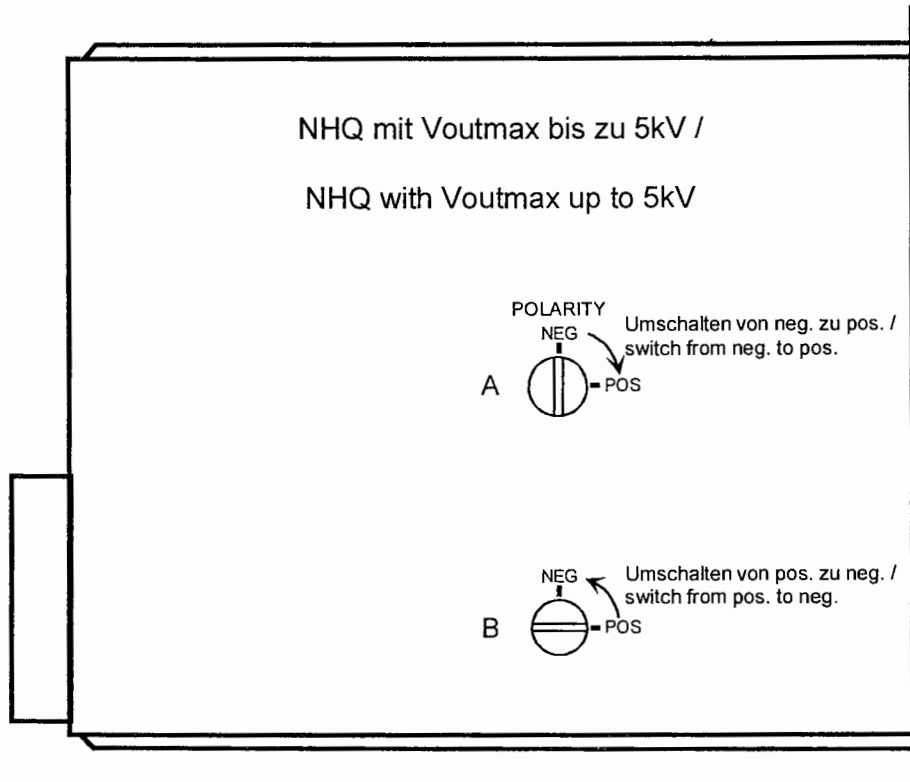 NHQ mit Voutmax bis zu 5kV /
NHQ with Voutmax up to 5kV
POLARITY
NEG
Umschalten von neg. zu pos. /
switch from neg. to pos.
A
POS
NEG
Umschalten von pos. zu neg. /
switch from pos. to neg.
B
POS